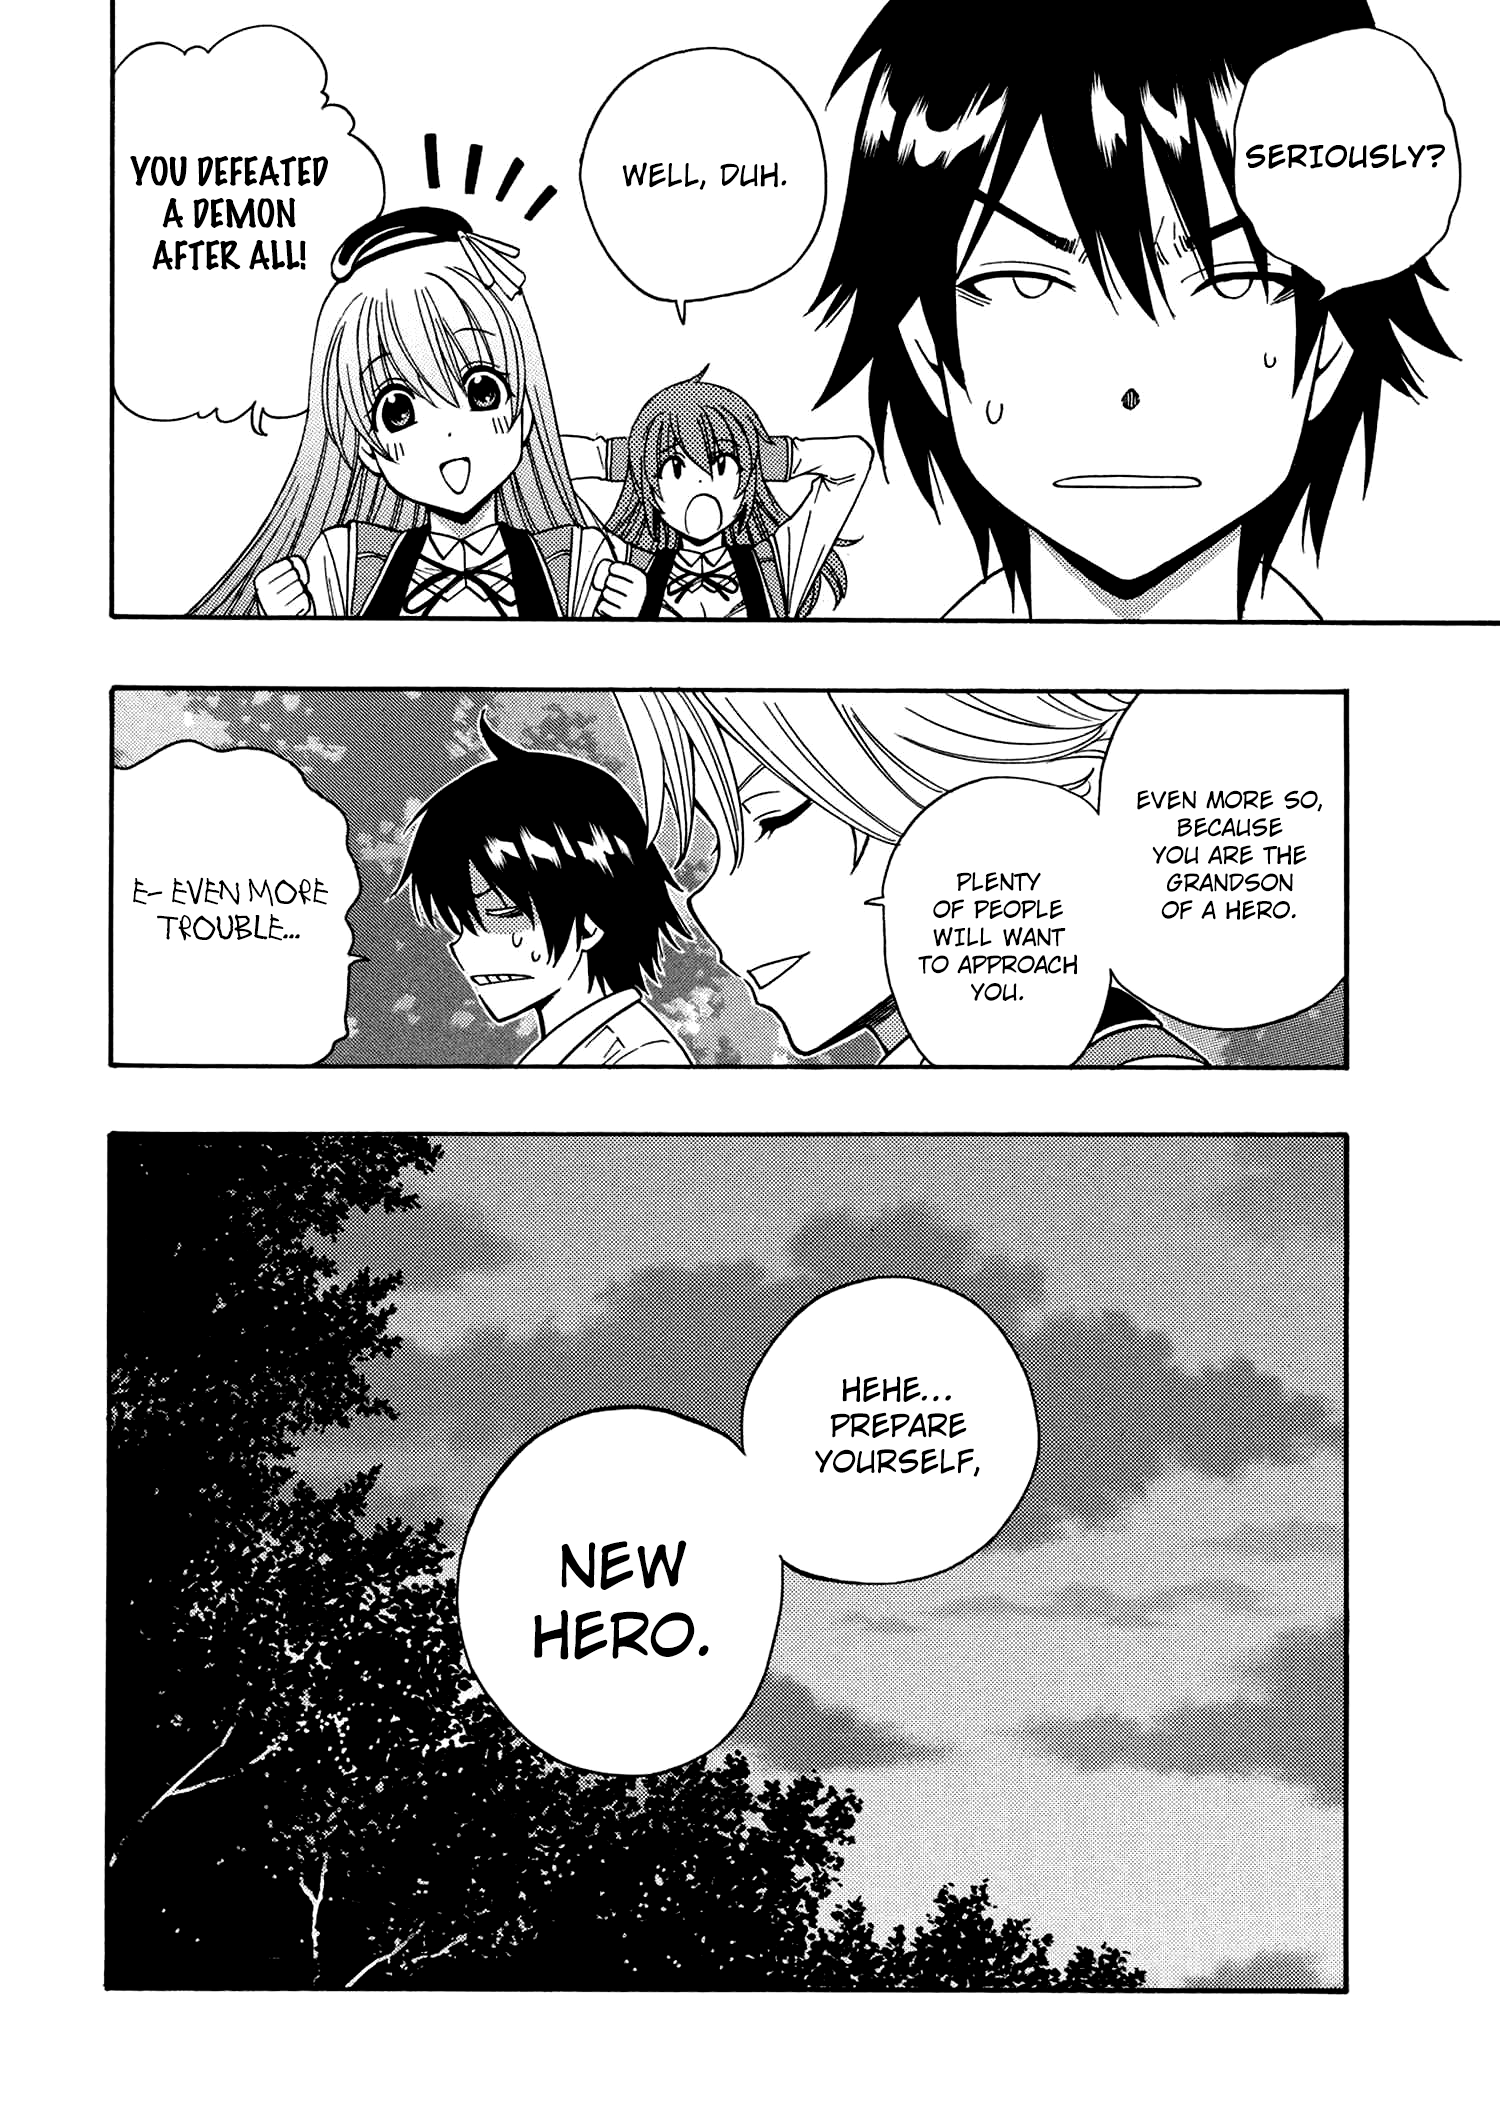 SERIOUSLY?
WELL, DUH.
YOU DEFEATED
A DEMON
AFTER ALL!
EVEN MORE SO,
BECAUSE
YOU ARE THE
GRANDSON
OF A HERO.
PLENTY
OF PEOPLE
WILL WANT
TO APPROACH
YOU.
E- EVEN MORE
TROUBLE...
HEHE...
PREPARE
YOURSELF,
NEW
HERO.